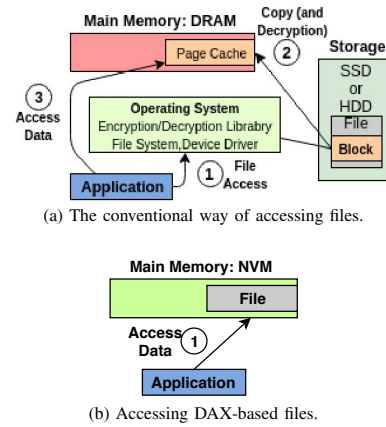 Main Memory: DRAM
Copy (and
Decryption)
2
Storage
Page Cache
SSD
or
HDD
File
Block
3
Access
Data
Operating System
Encryption/Decryption Librabry
File System,Device Driver
1
File
Access
Application
(a) The conventional way of accessing files.
Main Memory: NVM
File
Access
Data
1
Application
(b) Accessing DAX-based files.